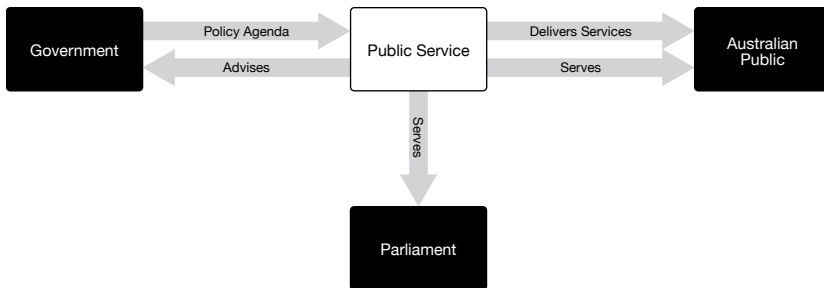 Government
Policy Agenda
Advises
Public Service
Delivers Services
Serves
Australian
Public
Serves
Parliament